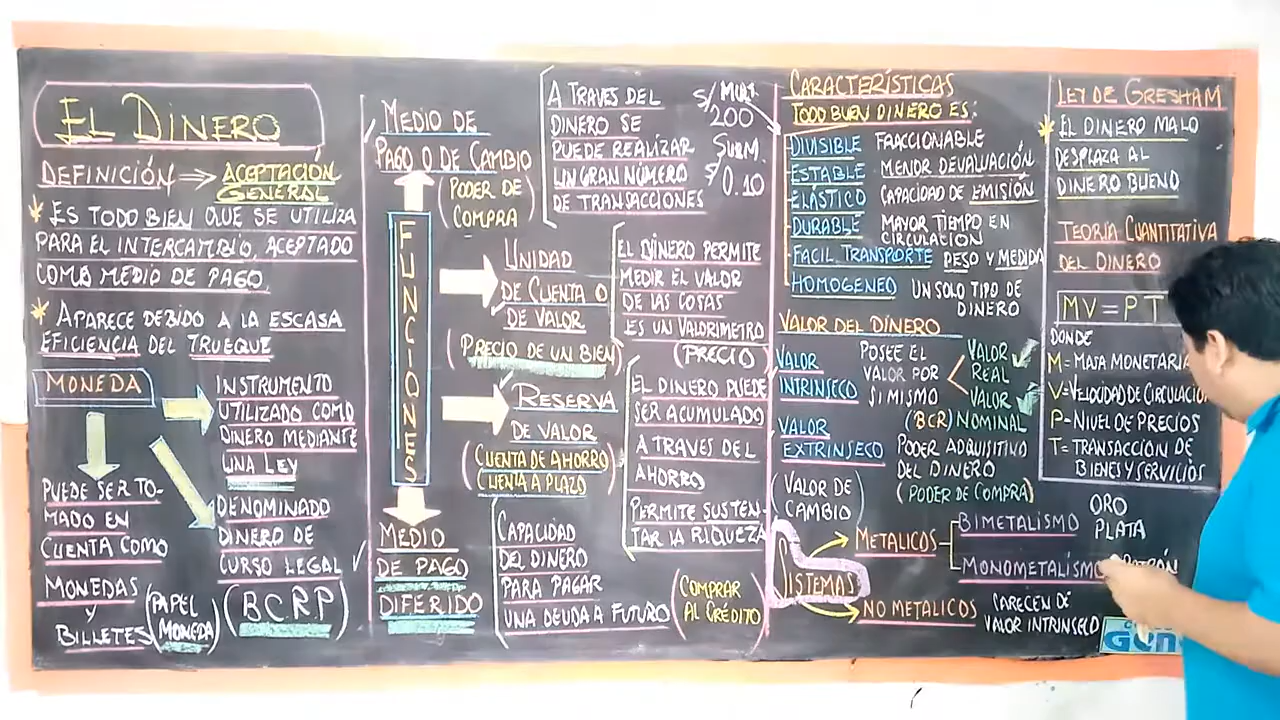 EL DINERO
DEFINICIÓN ⇒ ACEPTACIÓN
GENERAL
* ES TODO BIEN QUE SE UTILIZA
PARA EL INTERCAMBIO, ACEPTADO
COMO MEDIO DE PAGO.
* APARECE DEBIDO A LA ESCASA
EFICIENCIA DEL TRUEQUE
MONEDA
INSTRUMENTO
UTILIZADO COMO
DINERO MEDIANTE
UNA LEY
DENOMINADO
DINERO DE
CURSO LEGAL
(BCRP)
PUEDE SER TO-
MADO EN
CUENTA COMO
MONEDAS
Y
BILLETES
(PAPEL
MONEDA)
FUNCIONES
MEDIO DE
PAGO O DE CAMBIO
(PODER DE
COMPRA)
A TRAVES DEL
DINERO SE
PUEDE REALIZAR
UN GRAN NÚMERO
DE TRANSACCIONES
S/ MULT.
200
SUBM.
S/ 0.10
UNIDAD
DE CUENTA O
DE VALOR
(PRECIO DE UN BIEN)
EL DINERO PERMITE
MEDIR EL VALOR
DE LAS COSAS
ES UN VALORIMETRO
(PRECIO)
RESERVA
DE VALOR
(CUENTA DE AHORRO
CUENTA A PLAZO)
EL DINERO PUEDE
SER ACUMULADO
A TRAVES DEL
AHORRO
PERMITE SUSTEN-
TAR LA RIQUEZA
MEDIO
DE PAGO
DIFERIDO
CAPACIDAD
DEL DINERO
PARA PAGAR
UNA DEUDA A FUTURO
(COMPRAR
AL CRÉDITO)
CARACTERÍSTICAS
TODO BUEN DINERO ES:
DIVISIBLE FRACCIONABLE
ESTABLE MENOR DEVALUACIÓN
ELÁSTICO CAPACIDAD DE EMISIÓN
DURABLE MAYOR TIEMPO EN
CIRCULACIÓN
FACIL TRANSPORTE PESO Y MEDIDA
HOMOGENEO UN SOLO TIPO DE
DINERO
VALOR DEL DINERO
VALOR
INTRINSECO
POSEE EL
VALOR POR
SI MISMO
VALOR
REAL
VALOR
(BCR) NOMINAL
VALOR
EXTRINSECO
PODER ADQUISITIVO
DEL DINERO
(PODER DE COMPRA)
(VALOR DE
CAMBIO)
SISTEMAS
METALICOS
BIMETALISMO
ORO
PLATA
MONOMETALISMO
NO METALICOS
CARECEN DE
VALOR INTRINSECO
LEY DE GRESHAM
* EL DINERO MALO
DESPLAZA AL
DINERO BUENO
TEORÍA CUANTITATIVA
DEL DINERO
MV = PT
DONDE
M = MASA MONETARIA
V = VELOCIDAD DE CIRCULACI
P = NIVEL DE PRECIOS
T = TRANSACCIÓN DE
BIENES Y SERVICIOS